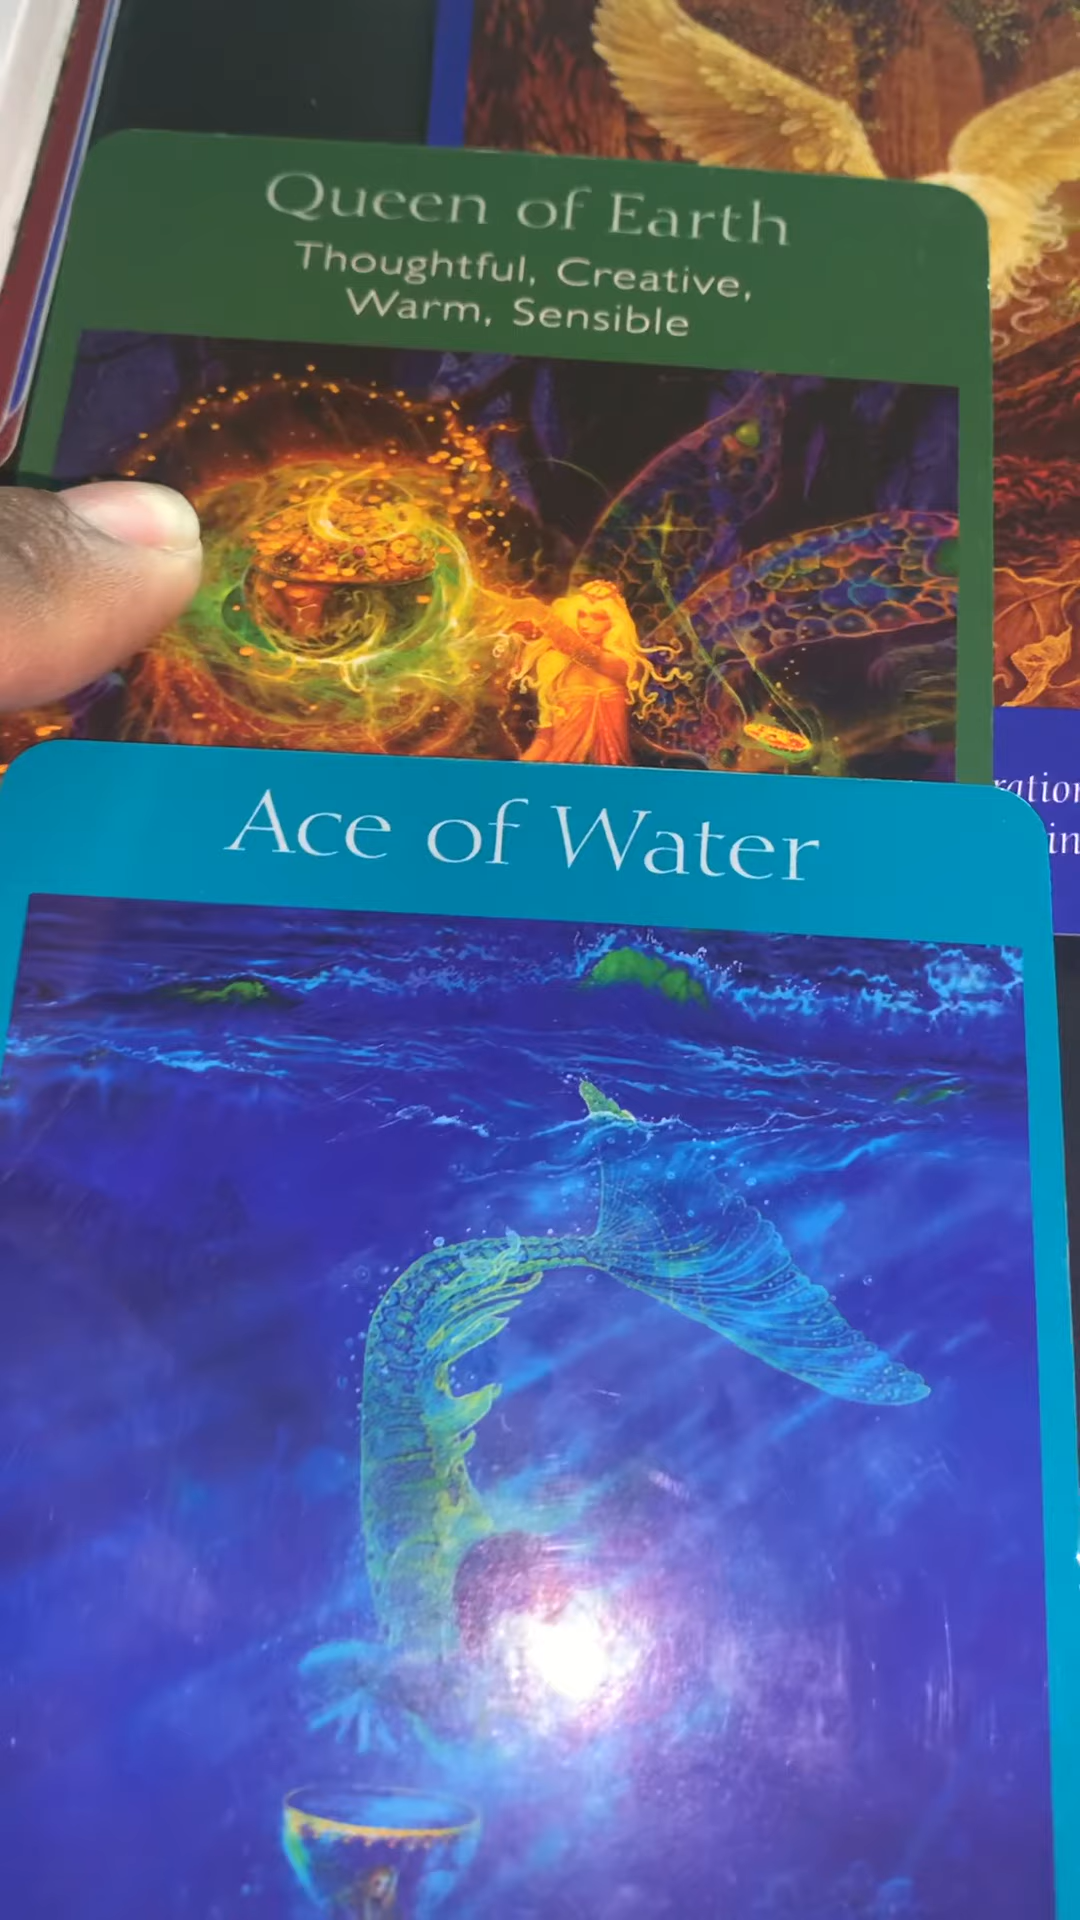 Queen of Earth
Thoughtful, Creative,
Warm, Sensible
Ace of Water